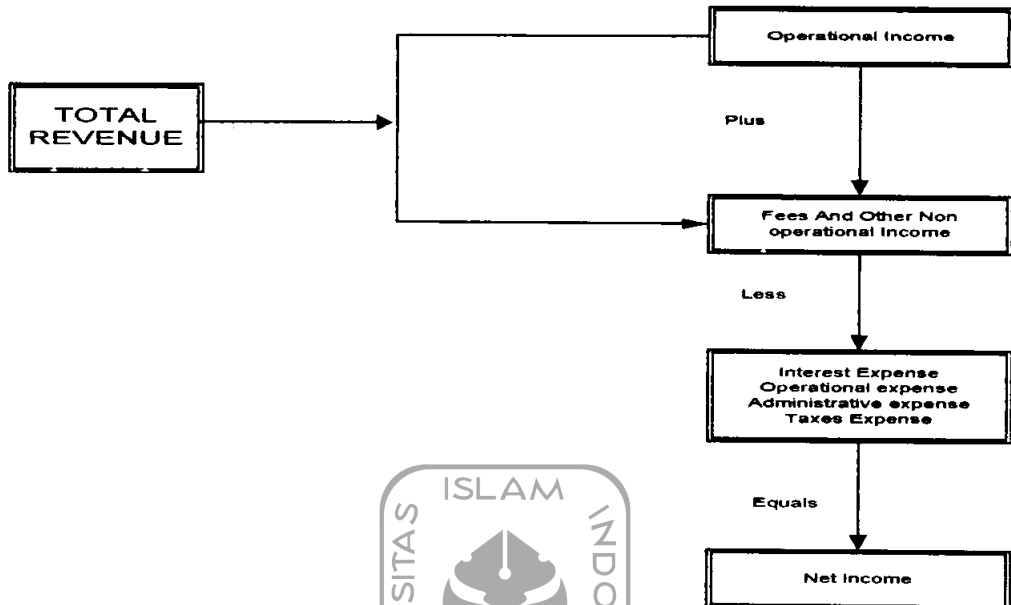 Operational Income
TOTAL
REVENUE
Plus
Fees And Other Non
operational Income
Less
Interest Expense
Operational expense
Administrative expense
Taxes Expense
Equals
Net Income
ISLAM
SITAS
INDO